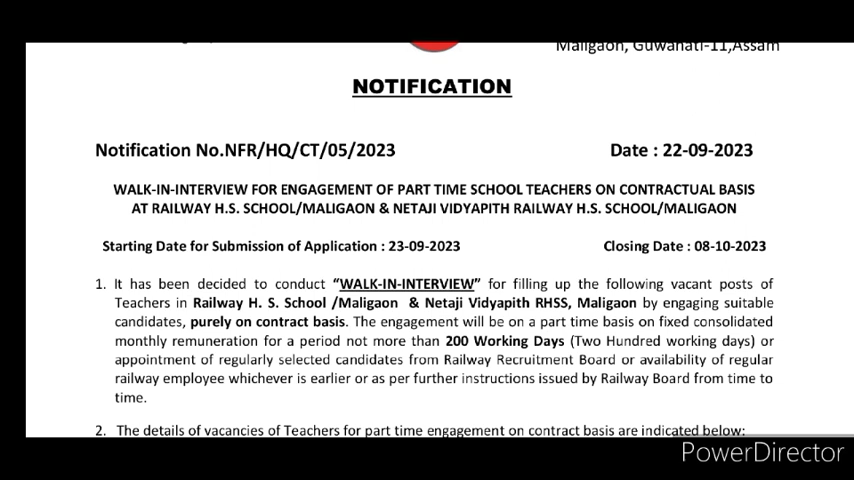 Maligaon, Guwahati-11,Assam
NOTIFICATION
Notification No.NFR/HQ/CT/05/2023 Date : 22-09-2023
WALK-IN-INTERVIEW FOR ENGAGEMENT OF PART TIME SCHOOL TEACHERS ON CONTRACTUAL BASIS
AT RAILWAY H.S. SCHOOL/MALIGAON & NETAJI VIDYAPITH RAILWAY H.S. SCHOOL/MALIGAON
Starting Date for Submission of Application : 23-09-2023 Closing Date : 08-10-2023
1. It has been decided to conduct “WALK-IN-INTERVIEW” for filling up the following vacant posts of
Teachers in Railway H. S. School /Maligaon & Netaji Vidyapith RHSS, Maligaon by engaging suitable
candidates, purely on contract basis. The engagement will be on a part time basis on fixed consolidated
monthly remuneration for a period not more than 200 Working Days (Two Hundred working days) or
appointment of regularly selected candidates from Railway Recruitment Board or availability of regular
railway employee whichever is earlier or as per further instructions issued by Railway Board from time to
time.
2. The details of vacancies of Teachers for part time engagement on contract basis are indicated below:
PowerDirector